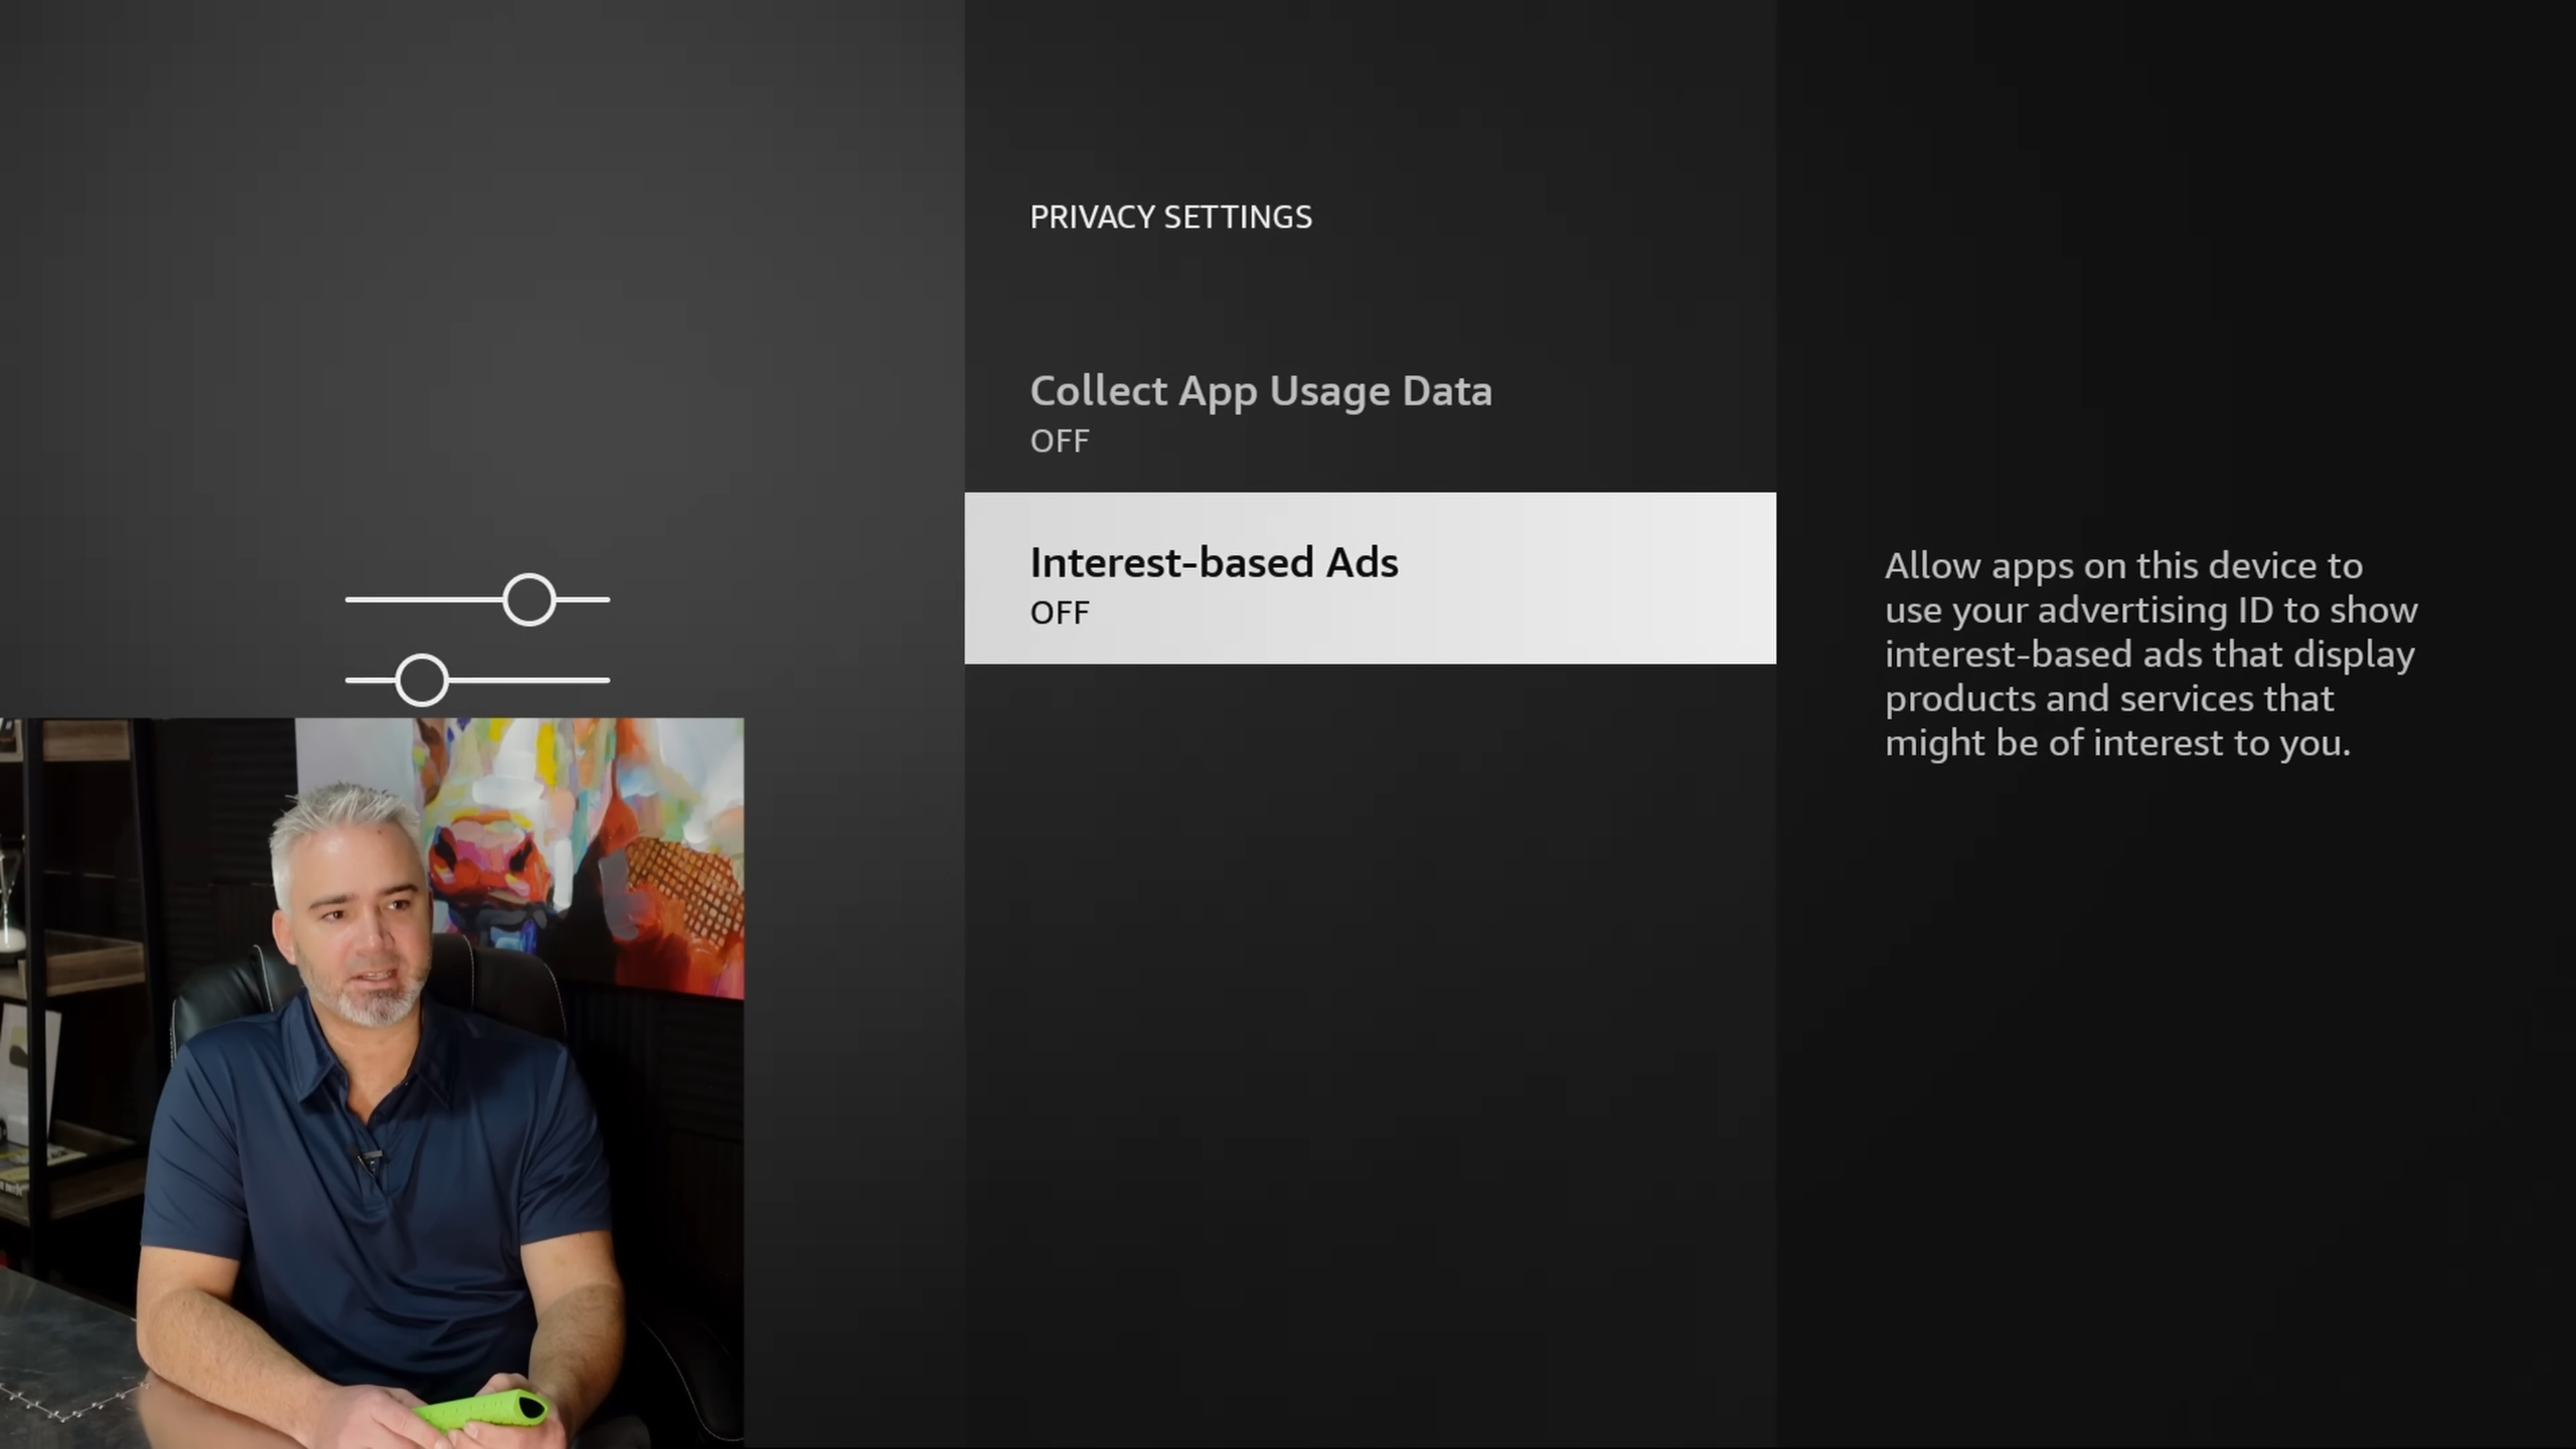 PRIVACY SETTINGS
Collect App Usage Data
OFF
Interest-based Ads
OFF
Allow apps on this device to
use your advertising ID to show
interest-based ads that display
products and services that
might be of interest to you.